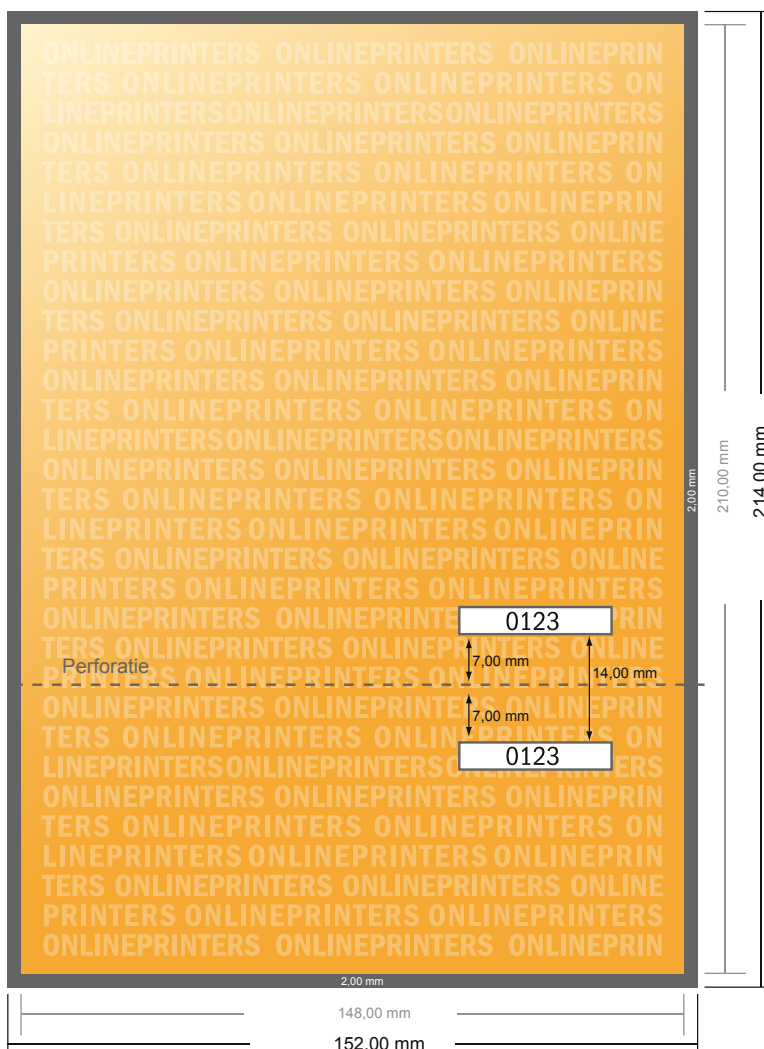 ONLINEPRINTERS ONLINEPRINTERS ONLINEPRIN
TERS ONLINEPRINTERS ONLINEPRINTERS ON
LINEPRINTERS ONLINEPRINTERS ONLINEPRINTERS
ONLINEPRINTERS ONLINEPRINTERS ONLINEPRIN
TERS ONLINEPRINTERS ONLINEPRINTERS ON
LINEPRINTERS ONLINEPRINTERS ONLINEPRIN
TERS ONLINEPRINTERS ONLINEPRINTERS ONLINE
PRINTERS ONLINEPRINTERS ONLINEPRINTERS
ONLINEPRINTERS ONLINEPRINTERS ONLINEPRIN
TERS ONLINEPRINTERS ONLINEPRINTERS ONLINE
PRINTERS ONLINEPRINTERS ONLINEPRINTERS
ONLINEPRINTERS ONLINEPRINTERS ONLINEPRIN
TERS ONLINEPRINTERS ONLINEPRINTERS ON
LINEPRINTERS ONLINEPRINTERS ONLINEPRINTERS
ONLINEPRINTERS ONLINEPRINTERS ONLINEPRIN
TERS ONLINEPRINTERS ONLINEPRINTERS ON
LINEPRINTERS ONLINEPRINTERS ONLINEPRIN
TERS ONLINEPRINTERS ONLINEPRINTERS ONLINE
PRINTERS ONLINEPRINTERS ONLINEPRINTERS
ONLINEPRINTERS ONLINEPRINTE
0123
7,00 mm
14,00 mm
Perforatie
7,00 mm
0123
ONLINEPRINTERS ONLINEPRINTERS ONLINEPRIN
TERS ONLINEPRINTERS ONLINEPRINTERS ON
LINEPRINTERS ONLINEPRINTERS ONLINEPRIN
TERS ONLINEPRINTERS ONLINEPRINTERS ONLINE
PRINTERS ONLINEPRINTERS ONLINEPRINTERS
ONLINEPRINTERS ONLINEPRINTERS ONLINEPRIN
2,00 mm
210,00 mm
214,00 mm
2,00 mm
148,00 mm
152,00 mm